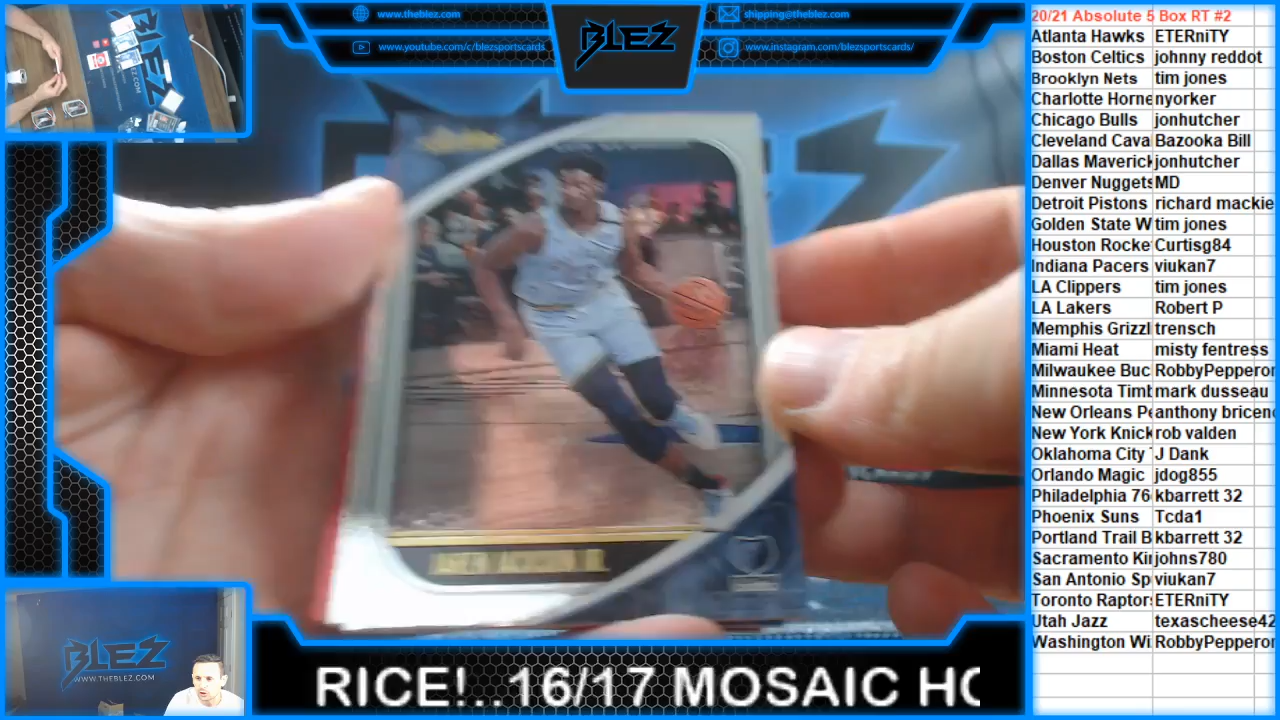 www.theblez.com
www.youtube.com/c/blezsportscards
BLEZ
shipping@theblez.com
www.instagram.com/blezsportscards/
20/21 Absolute 5 Box RT #2
Atlanta Hawks ETERniTY
Boston Celtics johnny reddot
Brooklyn Nets tim jones
Charlotte Horne nyorker
Chicago Bulls jonhutcher
Cleveland Cava Bazooka Bill
Dallas Maverick jonhutcher
Denver Nuggets MD
Detroit Pistons richard mackie
Golden State W tim jones
Houston Rocke Curtisg84
Indiana Pacers viukan7
LA Clippers tim jones
LA Lakers Robert P
Memphis Grizzl trensch
Miami Heat misty fentress
Milwaukee Buc RobbyPepperor
Minnesota Timb mark dusseau
New Orleans Pe anthony briceno
New York Knick rob valden
Oklahoma City J Dank
Orlando Magic jdog855
Philadelphia 76 kbarrett 32
Phoenix Suns Tcda1
Portland Trail B kbarrett 32
Sacramento Ki johns780
San Antonio Sp viukan7
Toronto Raptors ETERniTY
Utah Jazz texascheese42
Washington Wi RobbyPepperor
BLEZ
WWW.THEBLEZ.COM
RICE!..16/17 MOSAIC HO